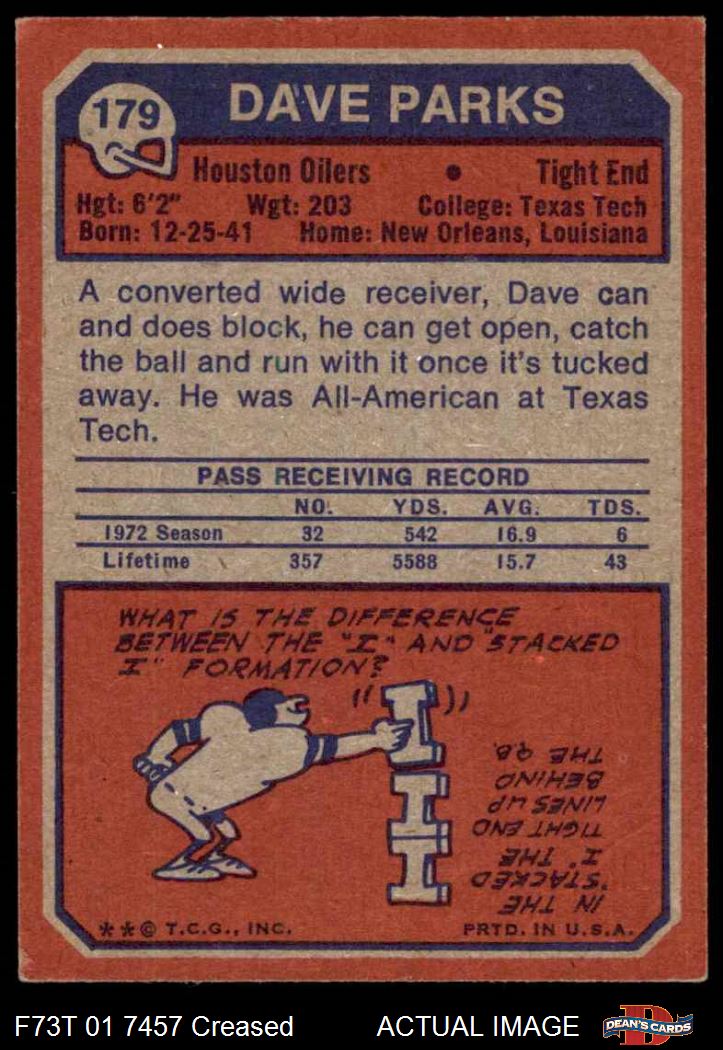 179
DAVE PARKS
Houston Oilers • Tight End
Hgt: 6'2" Wgt: 203 College: Texas Tech
Born: 12-25-41 Home: New Orleans, Louisiana
A converted wide receiver, Dave can
and does block, he can get open, catch
the ball and run with it once it's tucked
away. He was All-American at Texas
Tech.
PASS RECEIVING RECORD
NO. YDS. AVG. TDS.
1972 Season 32 542 16.9 6
Lifetime 357 5588 15.7 43
WHAT IS THE DIFFERENCE
BETWEEN THE "I" AND "STACKED
I" FORMATION?
I
I
I
IN THE
"STACKED
I" THE
TIGHT END
LINES UP
BEHIND
THE Q.B.
**© T.C.G., INC. PRTD. IN U.S.A.
F73T 01 7457 Creased ACTUAL IMAGE
D
DEAN'S CARDS